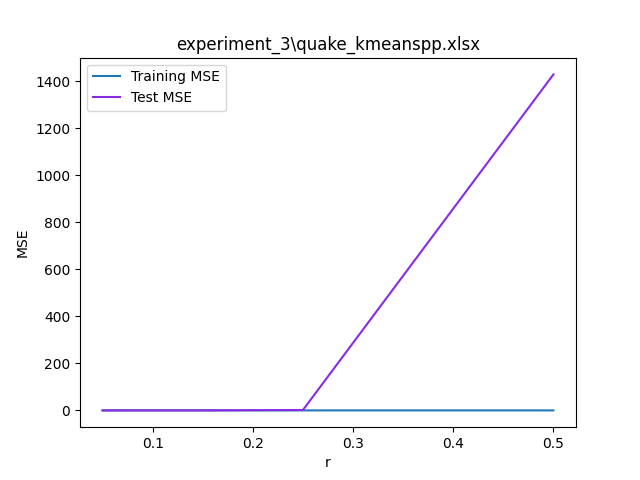 experiment_3\quake_kmeanspp.xlsx
Training MSE
Test MSE
1400
1200
1000
800
600
400
200
0
MSE
0.1 0.2 0.3 0.4 0.5
r